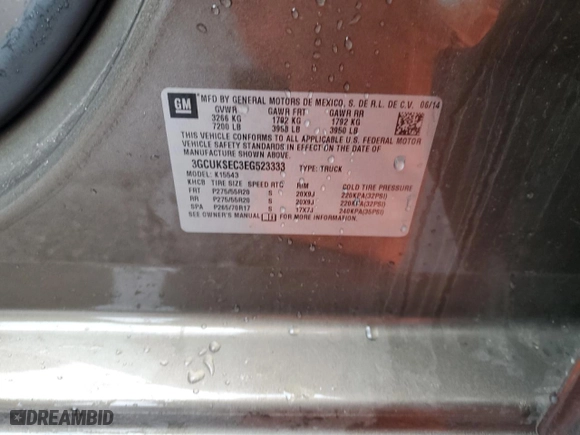 GM
MFD BY GENERAL MOTORS DE MEXICO, S. DE R.L. DE C.V. 06/14
GVWR GAWR FRT GAWR RR
3266 KG 1792 KG 1792 KG
7200 LB 3950 LB 3950 LB
THIS VEHICLE CONFORMS TO ALL APPLICABLE U.S. FEDERAL MOTOR
VEHICLE SAFETY STANDARDS IN EFFECT ON THE DATE OF
MANUFACTURE SHOWN ABOVE.
3GCUKSEC3EG523333 TYPE: TRUCK
MODEL: K15543
KHCB TIRE SIZE SPEED RTG RIM COLD TIRE PRESSURE
FRT P275/55R20 S 20X9J 220KPA(32PSI)
RR P275/55R20 S 20X9J 220KPA(32PSI)
SPA P265/70R17 S 17X7J 240KPA(35PSI)
SEE OWNER'S MANUAL FOR MORE INFORMATION.
DREAMBID